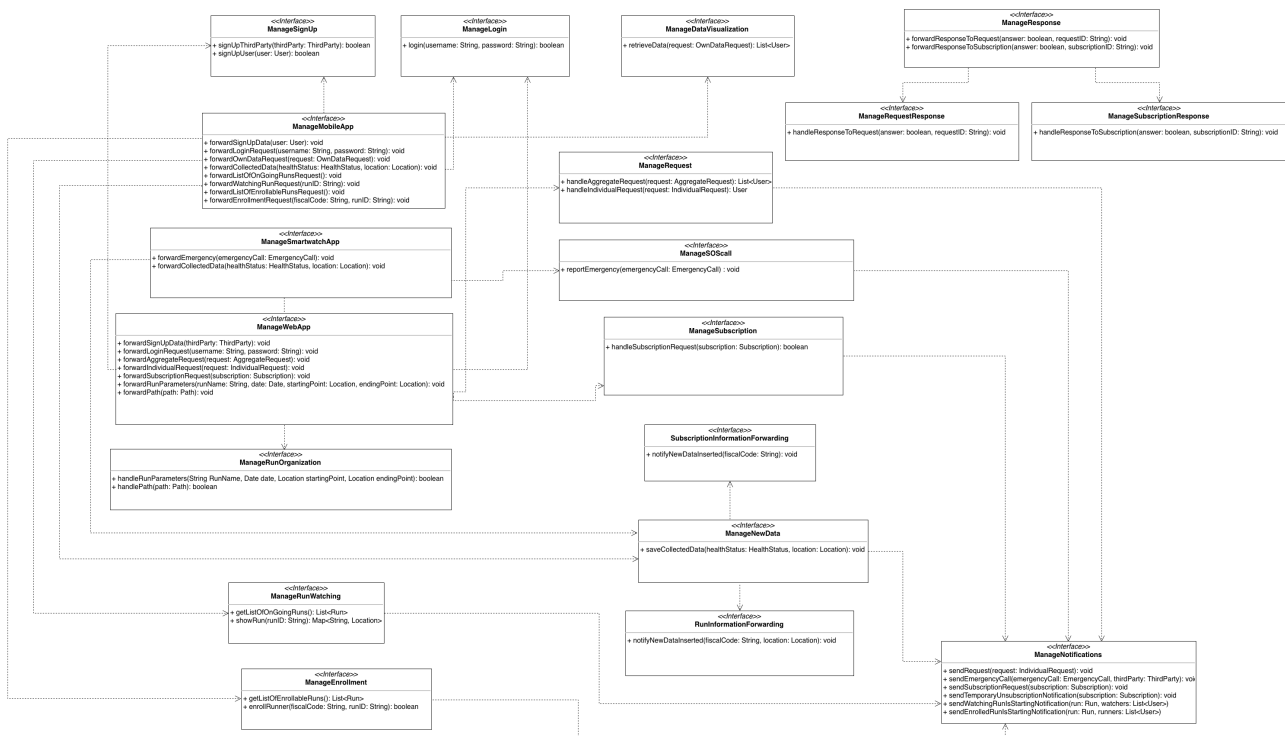 <<Interface>>
ManageSignUp
+ signUpThirdParty(thirdParty: ThirdParty): boolean
+ signUpUser(user: User): boolean
<<Interface>>
ManageLogin
+ login(username: String, password: String): boolean
<<Interface>>
ManageDataVisualization
+ retrieveData(request: OwnDataRequest): List<User>
<<Interface>>
ManageResponse
+ forwardResponseToRequest(answer: boolean, requestID: String): void
+ forwardResponseToSubscription(answer: boolean, subscriptionID: String): void
<<Interface>>
ManageRequestResponse
+ handleResponseToRequest(answer: boolean, requestID: String): void
<<Interface>>
ManageSubscriptionResponse
+ handleResponseToSubscription(answer: boolean, subscriptionID: String): void
<<Interface>>
ManageMobileApp
+ forwardSignUpData(user: User): void
+ forwardLoginRequest(username: String, password: String): void
+ forwardOwnDataRequest(request: OwnDataRequest): void
+ forwardCollectedData(healthStatus: HealthStatus, location: Location): void
+ forwardListOfOnGoingRunsRequest(): void
+ forwardWatchingRunRequest(runID: String): void
+ forwardListOfEnrollableRunsRequest(): void
+ forwardEnrollmentRequest(fiscalCode: String, runID: String): void
<<Interface>>
ManageRequest
+ handleAggregateRequest(request: AggregateRequest): List<User>
+ handleIndividualRequest(request: IndividualRequest): User
<<Interface>>
ManageSmartwatchApp
+ forwardEmergency(emergencyCall: EmergencyCall): void
+ forwardCollectedData(healthStatus: HealthStatus, location: Location): void
<<Interface>>
ManageSOScall
+ reportEmergency(emergencyCall: EmergencyCall) : void
<<Interface>>
ManageWebApp
+ forwardSignUpData(thirdParty: ThirdParty): void
+ forwardLoginRequest(username: String, password: String): void
+ forwardAggregateRequest(request: AggregateRequest): void
+ forwardIndividualRequest(request: IndividualRequest): void
+ forwardSubscriptionRequest(subscription: Subscription): void
+ forwardRunParameters(runName: String, date: Date, startingPoint: Location, endingPoint: Location): void
+ forwardPath(path: Path): void
<<Interface>>
ManageSubscription
+ handleSubscriptionRequest(subscription: Subscription): boolean
<<Interface>>
ManageRunOrganization
+ handleRunParameters(String RunName, Date date, Location startingPoint, Location endingPoint): boolean
+ handlePath(path: Path): boolean
<<Interface>>
SubscriptionInformationForwarding
+ notifyNewDataInserted(fiscalCode: String): void
<<Interface>>
ManageNewData
+ saveCollectedData(healthStatus: HealthStatus, location: Location): void
<<Interface>>
ManageRunWatching
+ getListOfOnGoingRuns(): List<Run>
+ showRun(runID: String): Map<String, Location>
<<Interface>>
RunInformationForwarding
+ notifyNewDataInserted(fiscalCode: String, location: Location): void
<<Interface>>
ManageNotifications
+ sendRequest(request: IndividualRequest): void
+ sendEmergencyCall(emergencyCall: EmergencyCall, thirdParty: ThirdParty): voi
+ sendSubscriptionRequest(subscription: Subscription): void
+ sendTemporaryUnsubscriptionNotification(subscription: Subscription): void
+ sendWatchingRunIsStartingNotification(run: Run, watchers: List<User>)
+ sendEnrolledRunIsStartingNotification(run: Run, runners: List<User>)
<<Interface>>
ManageEnrollment
+ getListOfEnrollableRuns(): List<Run>
+ enrollRunner(fiscalCode: String, runID: String): boolean